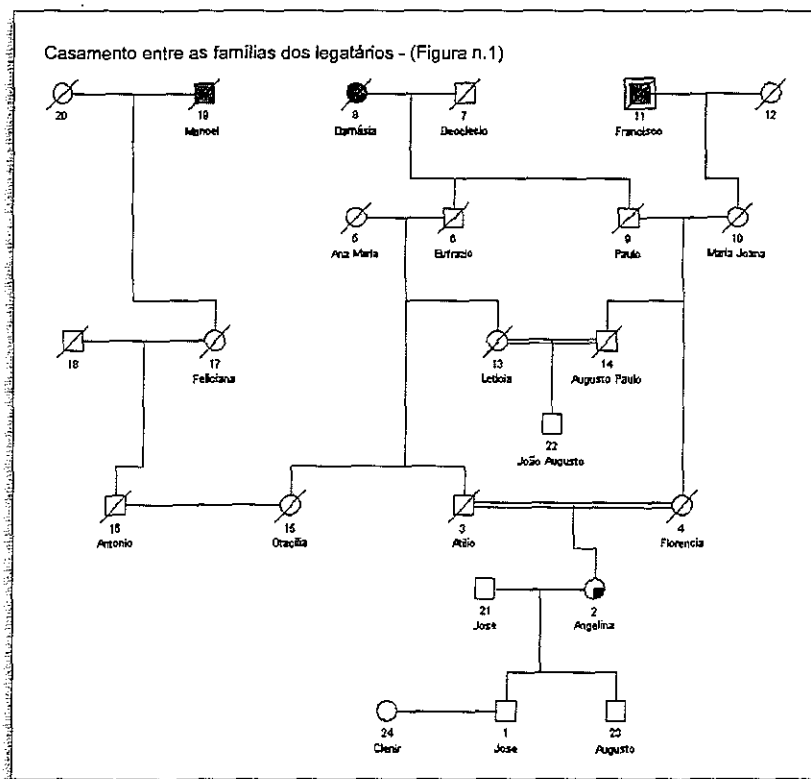 Casamento entre as famílias dos legatários - (Figura n.1)
20
19
Manoel
8
Damásia
7
Deoclesio
11
Francisco
12
5
Ana Maria
6
Eufrazio
9
Paulo
10
Maria Joana
18
17
Feliciana
13
Leticia
14
Augusto Paulo
22
João Augusto
16
Antonio
15
Otacilia
3
Atilio
4
Florencia
21
Jose
2
Angelina
24
Clenir
1
Jose
23
Augusto